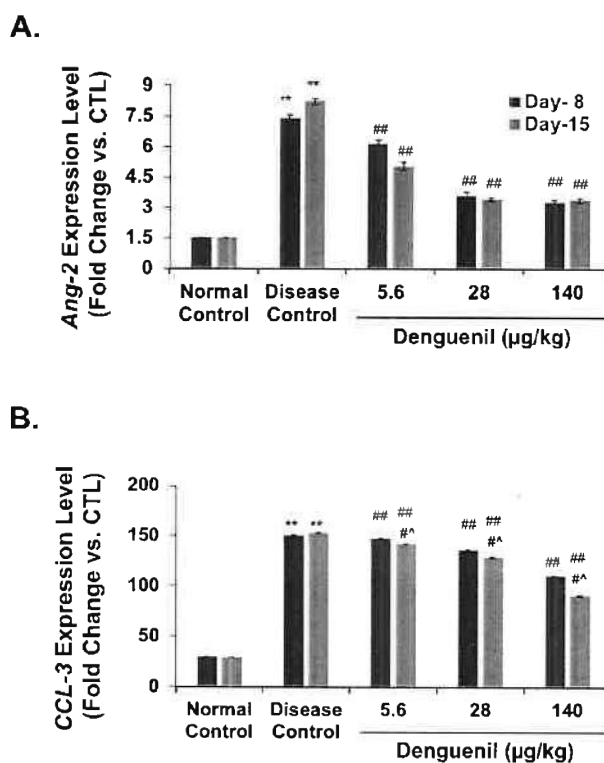 A.
Ang-2 Expression Level
(Fold Change vs. CTL)
9
7.5
6
4.5
3
1.5
0
** **
## ##
## ##
## ##
Day- 8
Day-15
Normal Control
Disease Control
5.6
28
140
Denguenil (µg/kg)
B.
CCL-3 Expression Level
(Fold Change vs. CTL)
200
150
100
50
0
** **
## ##
#^
## ##
#^
## ##
#^
Normal Control
Disease Control
5.6
28
140
Denguenil (µg/kg)